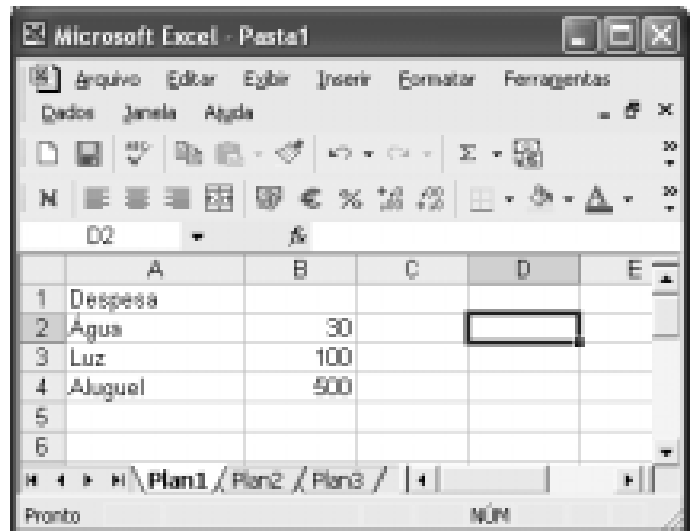 Microsoft Excel - Pasta1
Arquivo Editar Exibir Inserir Formatar Ferramentas
Dados Janela Ajuda
N € %
D2 fx
A B C D E
1 Despesa
2 Água 30
3 Luz 100
4 Aluguel 500
5
6
Plan1 Plan2 Plan3
Pronto NÚM